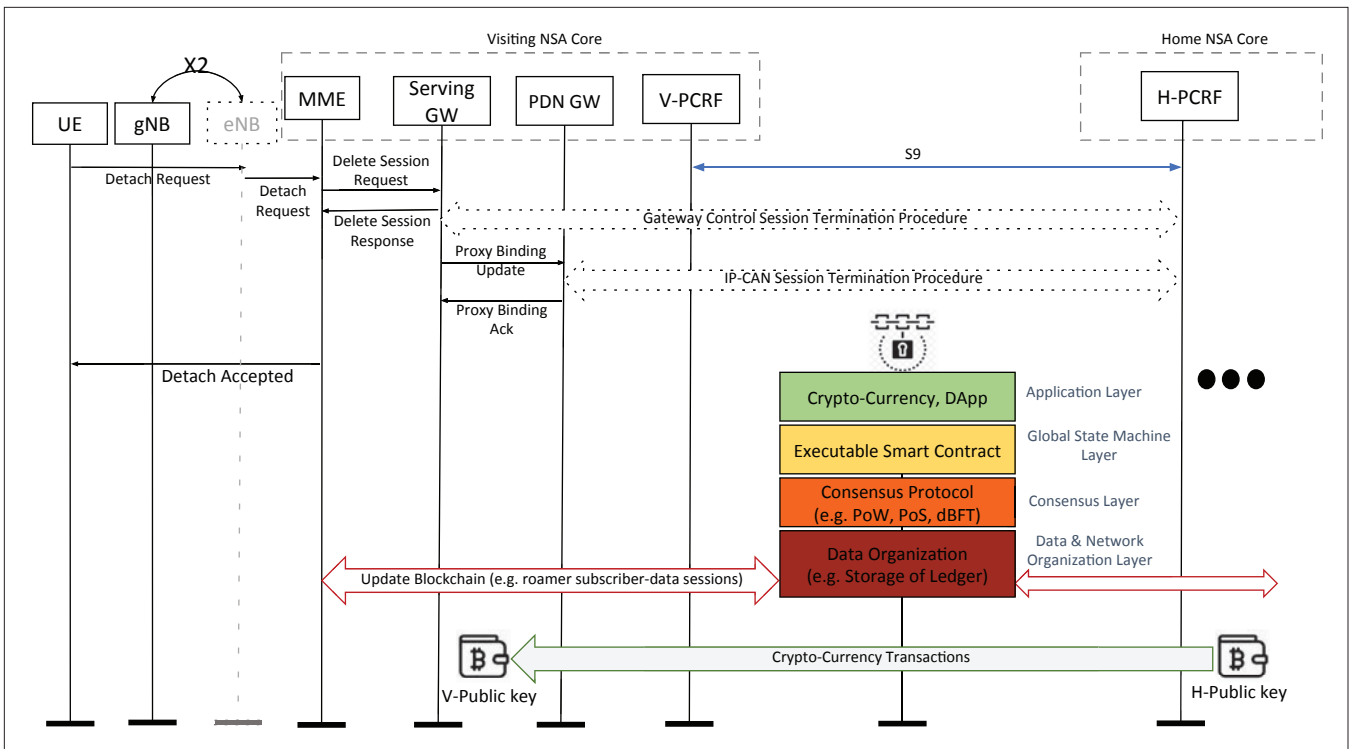 Visiting NSA Core
Home NSA Core
X2
UE
gNB
eNB
MME
Serving
GW
PDN GW
V-PCRF
H-PCRF
S9
Detach Request
Detach
Request
Delete Session
Request
Delete Session
Response
Gateway Control Session Termination Procedure
Proxy Binding
Update
IP-CAN Session Termination Procedure
Proxy Binding
Ack
Detach Accepted
Crypto-Currency, DApp
Application Layer
Executable Smart Contract
Global State Machine
Layer
Consensus Protocol
(e.g. PoW, PoS, dBFT)
Consensus Layer
Data Organization
(e.g. Storage of Ledger)
Data & Network
Organization Layer
Update Blockchain (e.g. roamer subscriber-data sessions)
Crypto-Currency Transactions
V-Public key
H-Public key